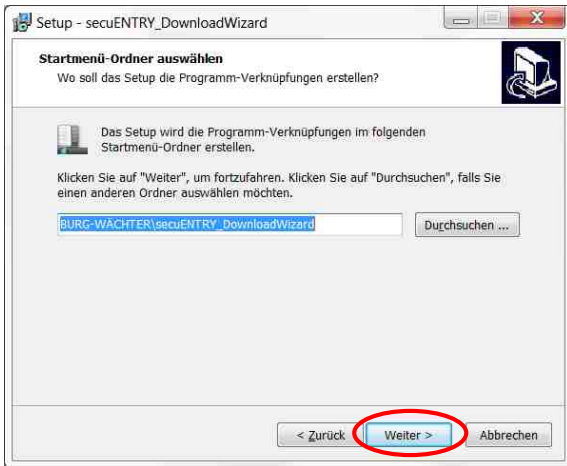 Setup - secuENTRY_DownloadWizard
Startmenü-Ordner auswählen
Wo soll das Setup die Programm-Verknüpfungen erstellen?
Das Setup wird die Programm-Verknüpfungen im folgenden
Startmenü-Ordner erstellen.
Klicken Sie auf "Weiter", um fortzufahren. Klicken Sie auf "Durchsuchen", falls Sie
einen anderen Ordner auswählen möchten.
BURG-WÄCHTER\secuENTRY_DownloadWizard
Durchsuchen ...
< Zurück
Weiter >
Abbrechen